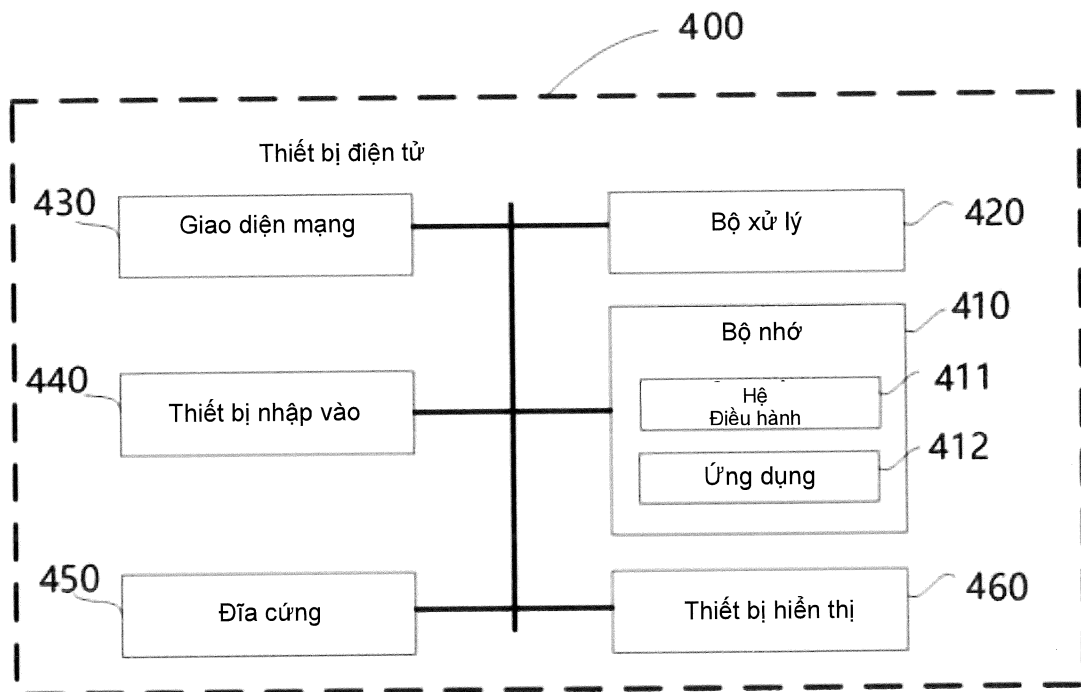 400
Thiết bị điện tử
430
Giao diện mạng
Bộ xử lý
420
410
Bộ nhớ
440
Thiết bị nhập vào
411
Hệ
Điều hành
412
Ứng dụng
450
Đĩa cứng
Thiết bị hiển thị
460